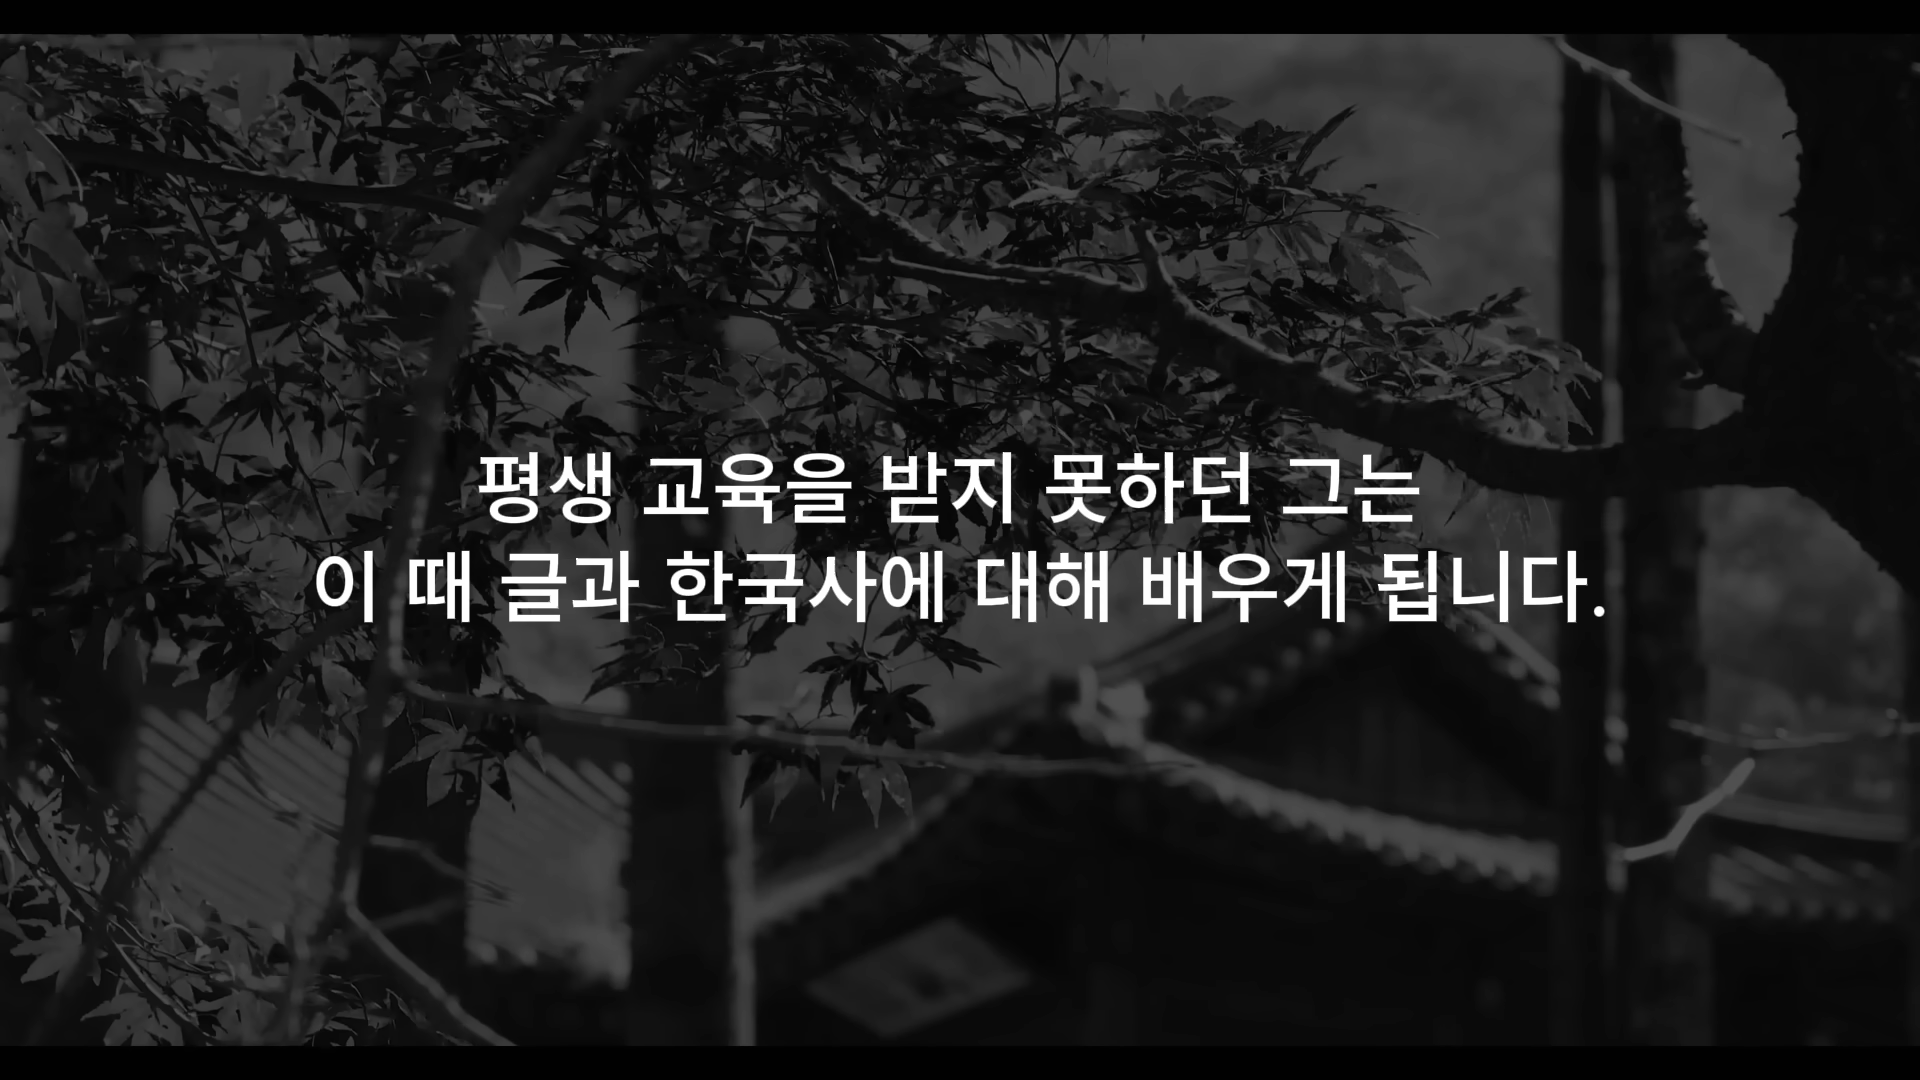 평생 교육을 받지 못하던 그는
이 때 글과 한국사에 대해 배우게 됩니다.